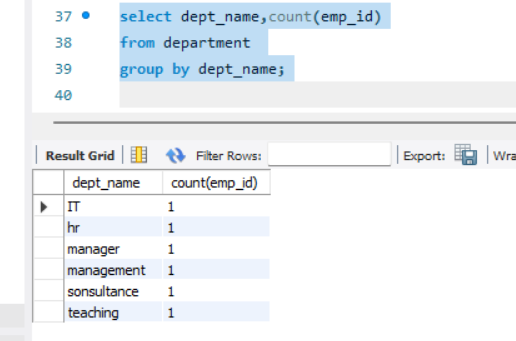 37 select dept_name,count(emp_id)
38 from department
39 group by dept_name;
40
Result Grid Filter Rows: Export: Wra
dept_name count(emp_id)
IT 1
hr 1
manager 1
management 1
sonsultance 1
teaching 1